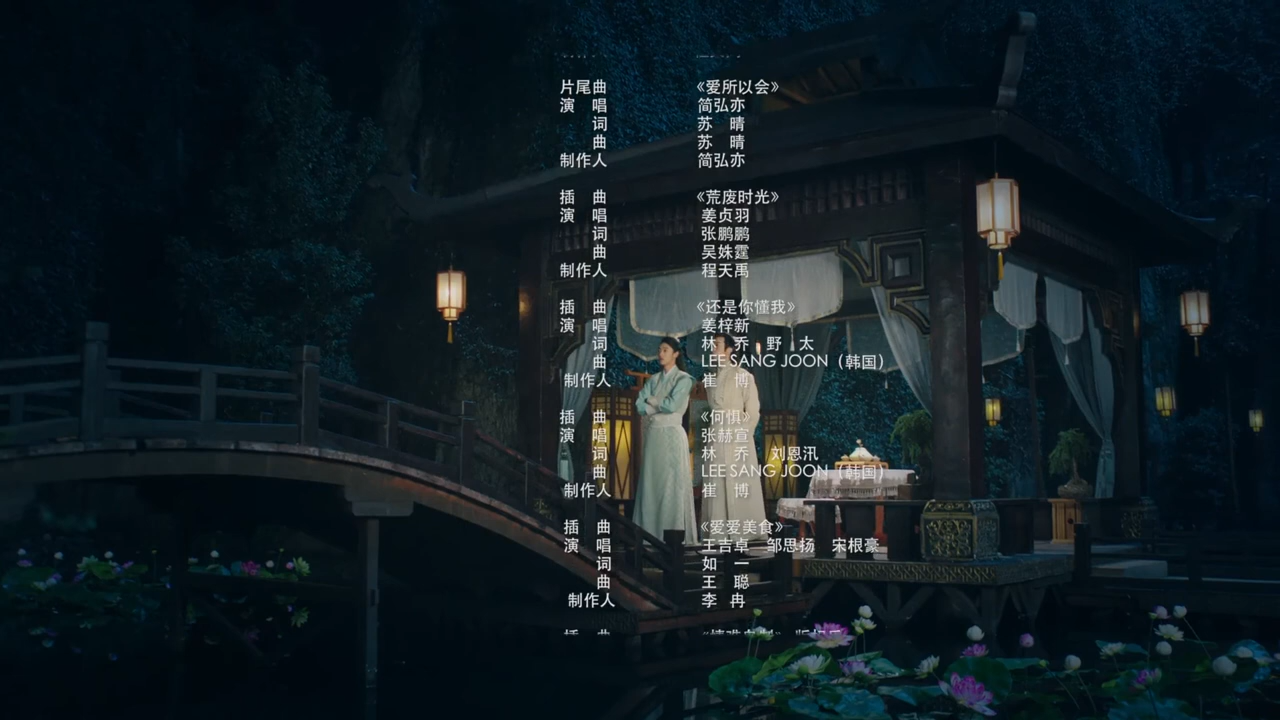 片尾曲 《爱所以会》
演 唱 简弘亦
词 苏 晴
曲 苏 晴
制作人 简弘亦
插 曲 《荒废时光》
演 唱 姜贞羽
词 张鹏鹏
曲 吴姝霆
制作人 程天禹
插 曲 《还是你懂我》
演 唱 姜梓新
词 林 乔 野 太
曲 LEE SANG JOON（韩国）
制作人 崔 博
插 曲 《何惧》
演 唱 张赫宣
词 林 乔 刘恩汛
曲 LEE SANG JOON（韩国）
制作人 崔 博
插 曲 《爱爱美食》
演 唱 王吉卓 邹思扬 宋根豪
词 如 一
曲 王 聪
制作人 李 冉
插 曲